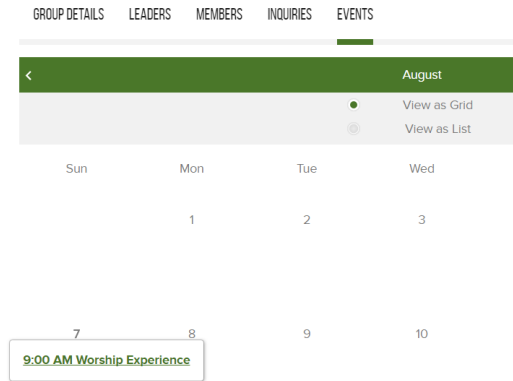 GROUP DETAILS LEADERS MEMBERS INQUIRIES EVENTS
August
View as Grid
View as List
Sun Mon Tue Wed
1 2 3
7 8 9 10
9:00 AM Worship Experience